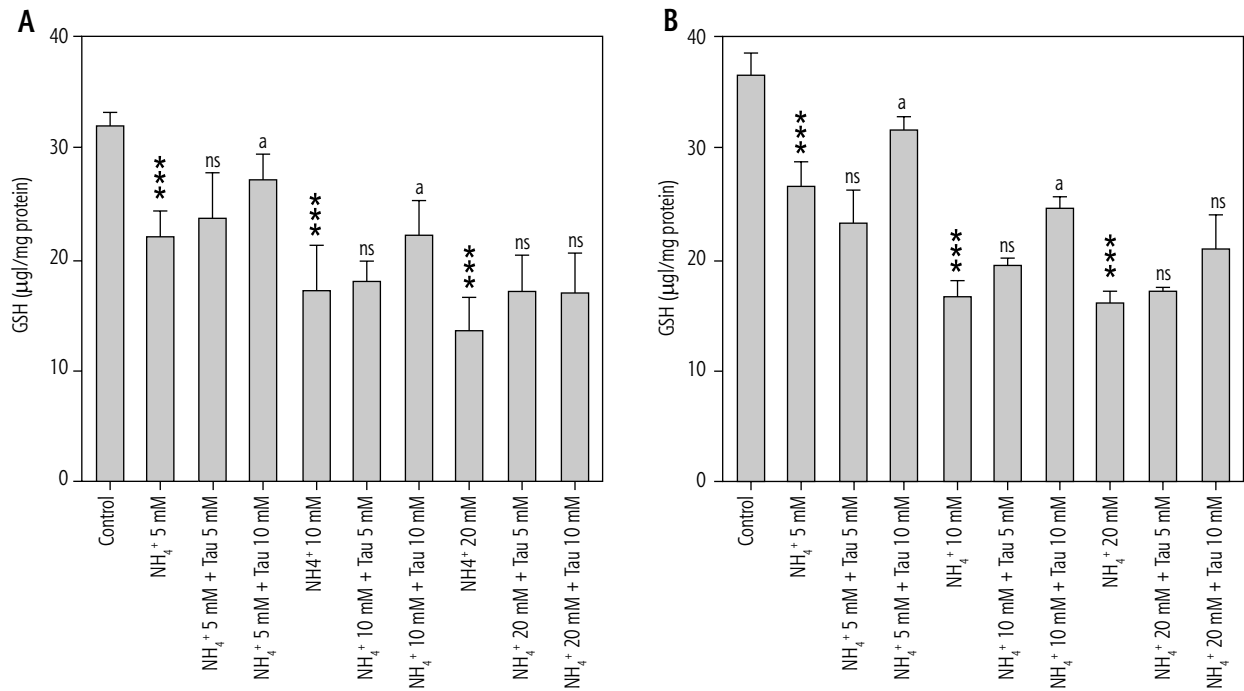 A
GSH (µgl/mg protein)
40
30
20
10
0
***
ns
a
***
ns
a
***
ns
ns
Control
NH₄⁺ 5 mM
NH₄⁺ 5 mM + Tau 5 mM
NH₄⁺ 5 mM + Tau 10 mM
NH4⁺ 10 mM
NH₄⁺ 10 mM + Tau 5 mM
NH₄⁺ 10 mM + Tau 10 mM
NH4⁺ 20 mM
NH₄⁺ 20 mM + Tau 5 mM
NH₄⁺ 20 mM + Tau 10 mM
B
GSH (µgl/mg protein)
40
30
20
10
0
***
ns
a
***
ns
a
***
ns
ns
Control
NH₄⁺ 5 mM
NH₄⁺ 5 mM + Tau 5 mM
NH₄⁺ 5 mM + Tau 10 mM
NH₄⁺ 10 mM
NH₄⁺ 10 mM + Tau 5 mM
NH₄⁺ 10 mM + Tau 10 mM
NH₄⁺ 20 mM
NH₄⁺ 20 mM + Tau 5 mM
NH₄⁺ 20 mM + Tau 10 mM